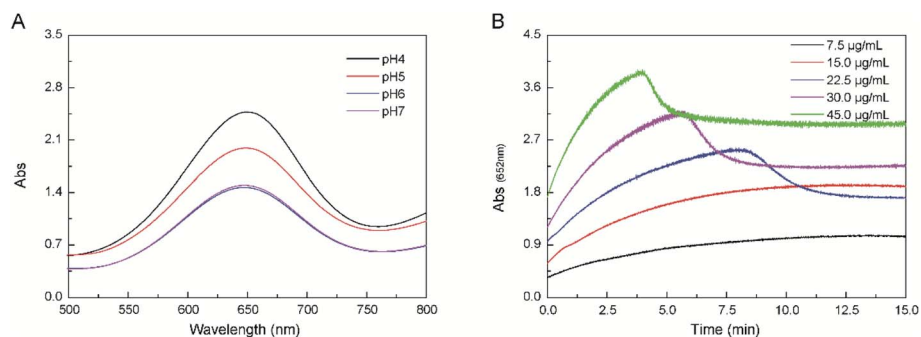 A
3.5
2.8
2.1
1.4
0.7
0.0
Abs
500
550
600
650
700
750
800
Wavelength (nm)
pH4
pH5
pH6
pH7
B
4.5
3.6
2.7
1.8
0.9
0.0
Abs (652nm)
0.0
2.5
5.0
7.5
10.0
12.5
15.0
Time (min)
7.5 µg/mL
15.0 µg/mL
22.5 µg/mL
30.0 µg/mL
45.0 µg/mL